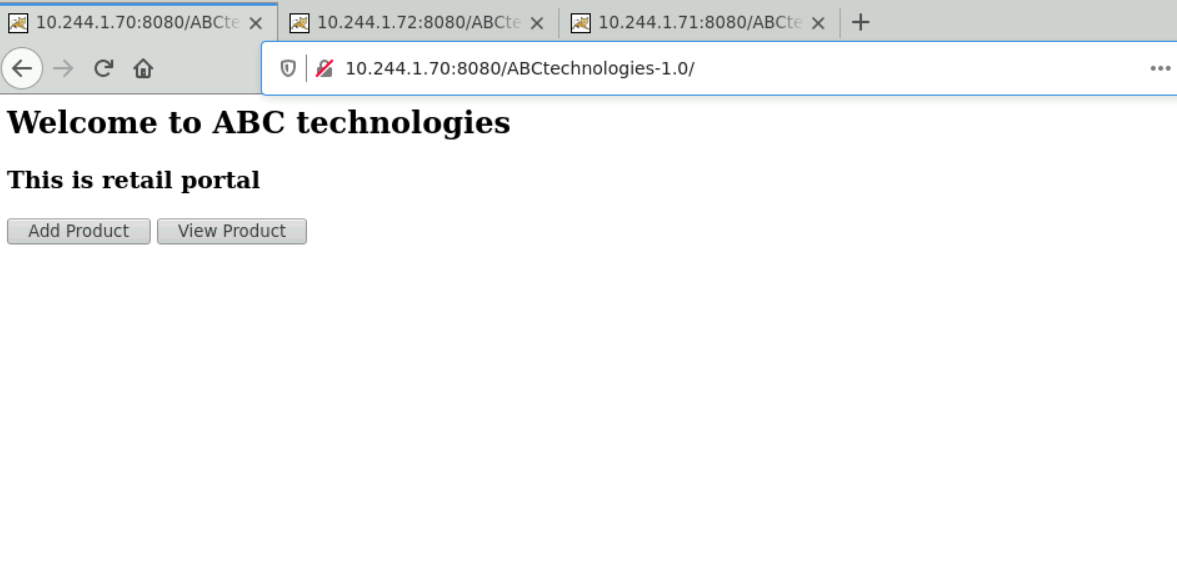 10.244.1.70:8080/ABCte
10.244.1.72:8080/ABCte
10.244.1.71:8080/ABCte
10.244.1.70:8080/ABCtechnologies-1.0/
Welcome to ABC technologies
This is retail portal
Add Product View Product